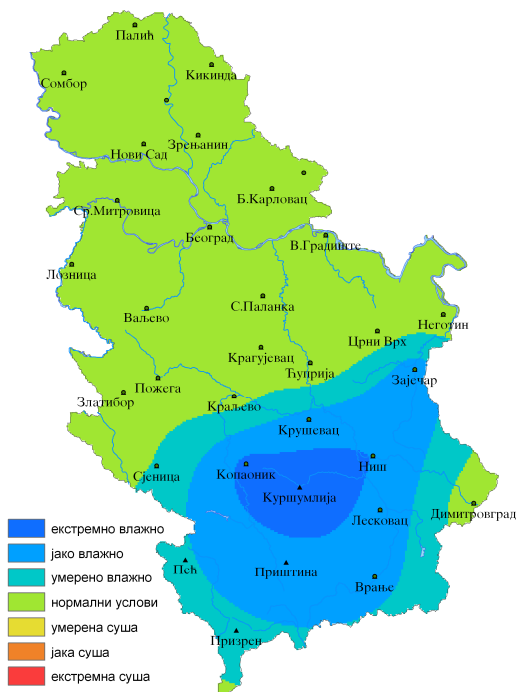 Палић
Кикинда
Сомбор
Зрењанин
Нови Сад
Б.Карловац
Ср.Митровица
Београд
В.Градиште
Лозница
С.Паланка
Ваљево
Неготин
Црни Врх
Крагујевац
Ћуприја
Зајечар
Пожега
Златибор
Краљево
Крушевац
Ниш
Копаоник
Сјеница
Куршумлија
Лесковац
Димитровград
Пећ
Приштина
Врање
Призрен
екстремно влажно
јако влажно
умерено влажно
нормални услови
умерена суша
јака суша
екстремна суша